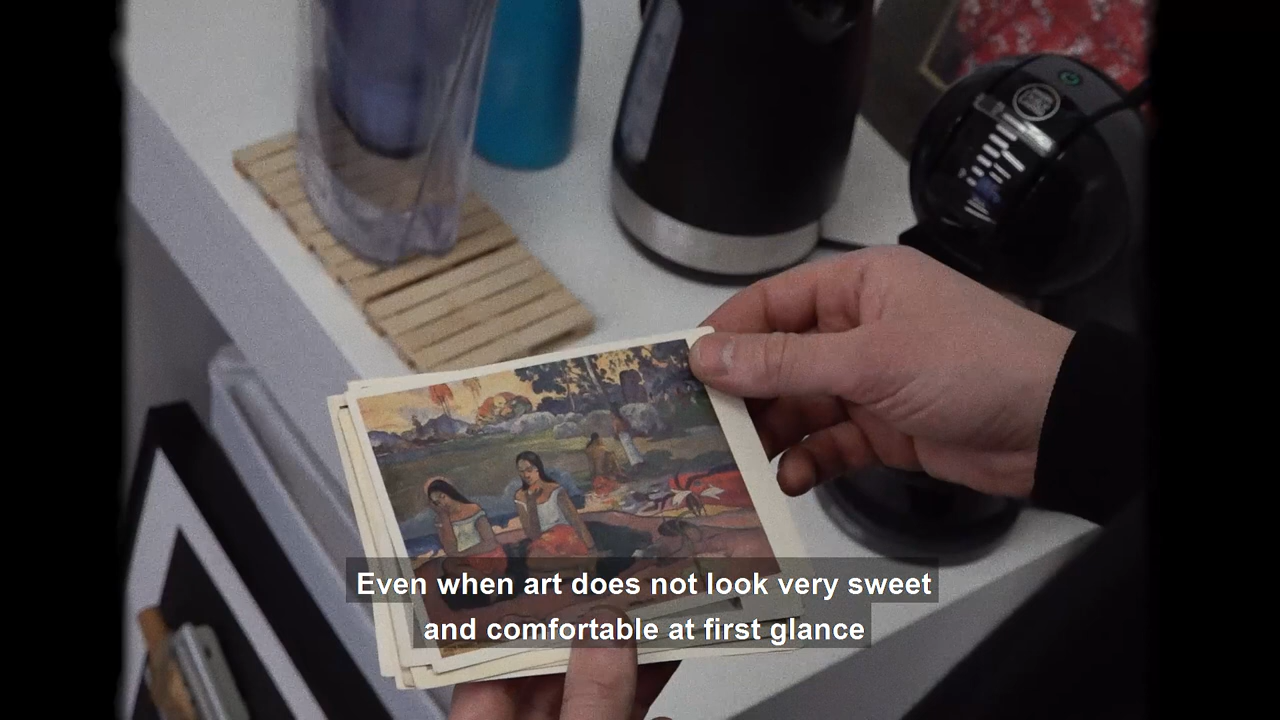 Even when art does not look very sweet
and comfortable at first glance